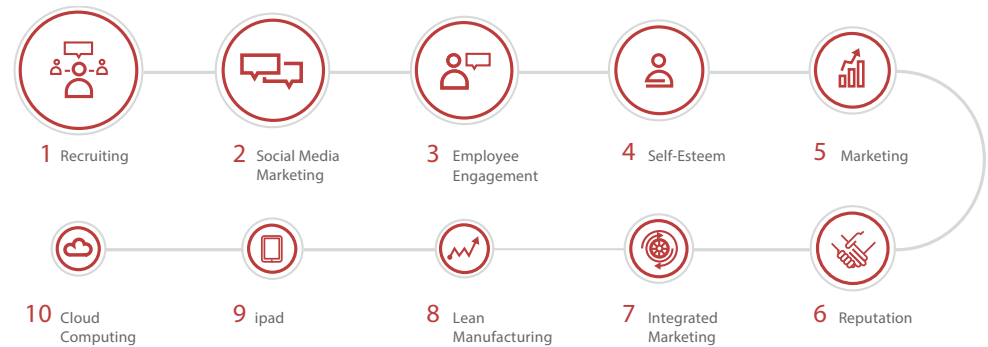 1 Recruiting
2 Social Media
Marketing
3 Employee
Engagement
4 Self-Esteem
5 Marketing
6 Reputation
7 Integrated
Marketing
8 Lean
Manufacturing
9 ipad
10 Cloud
Computing